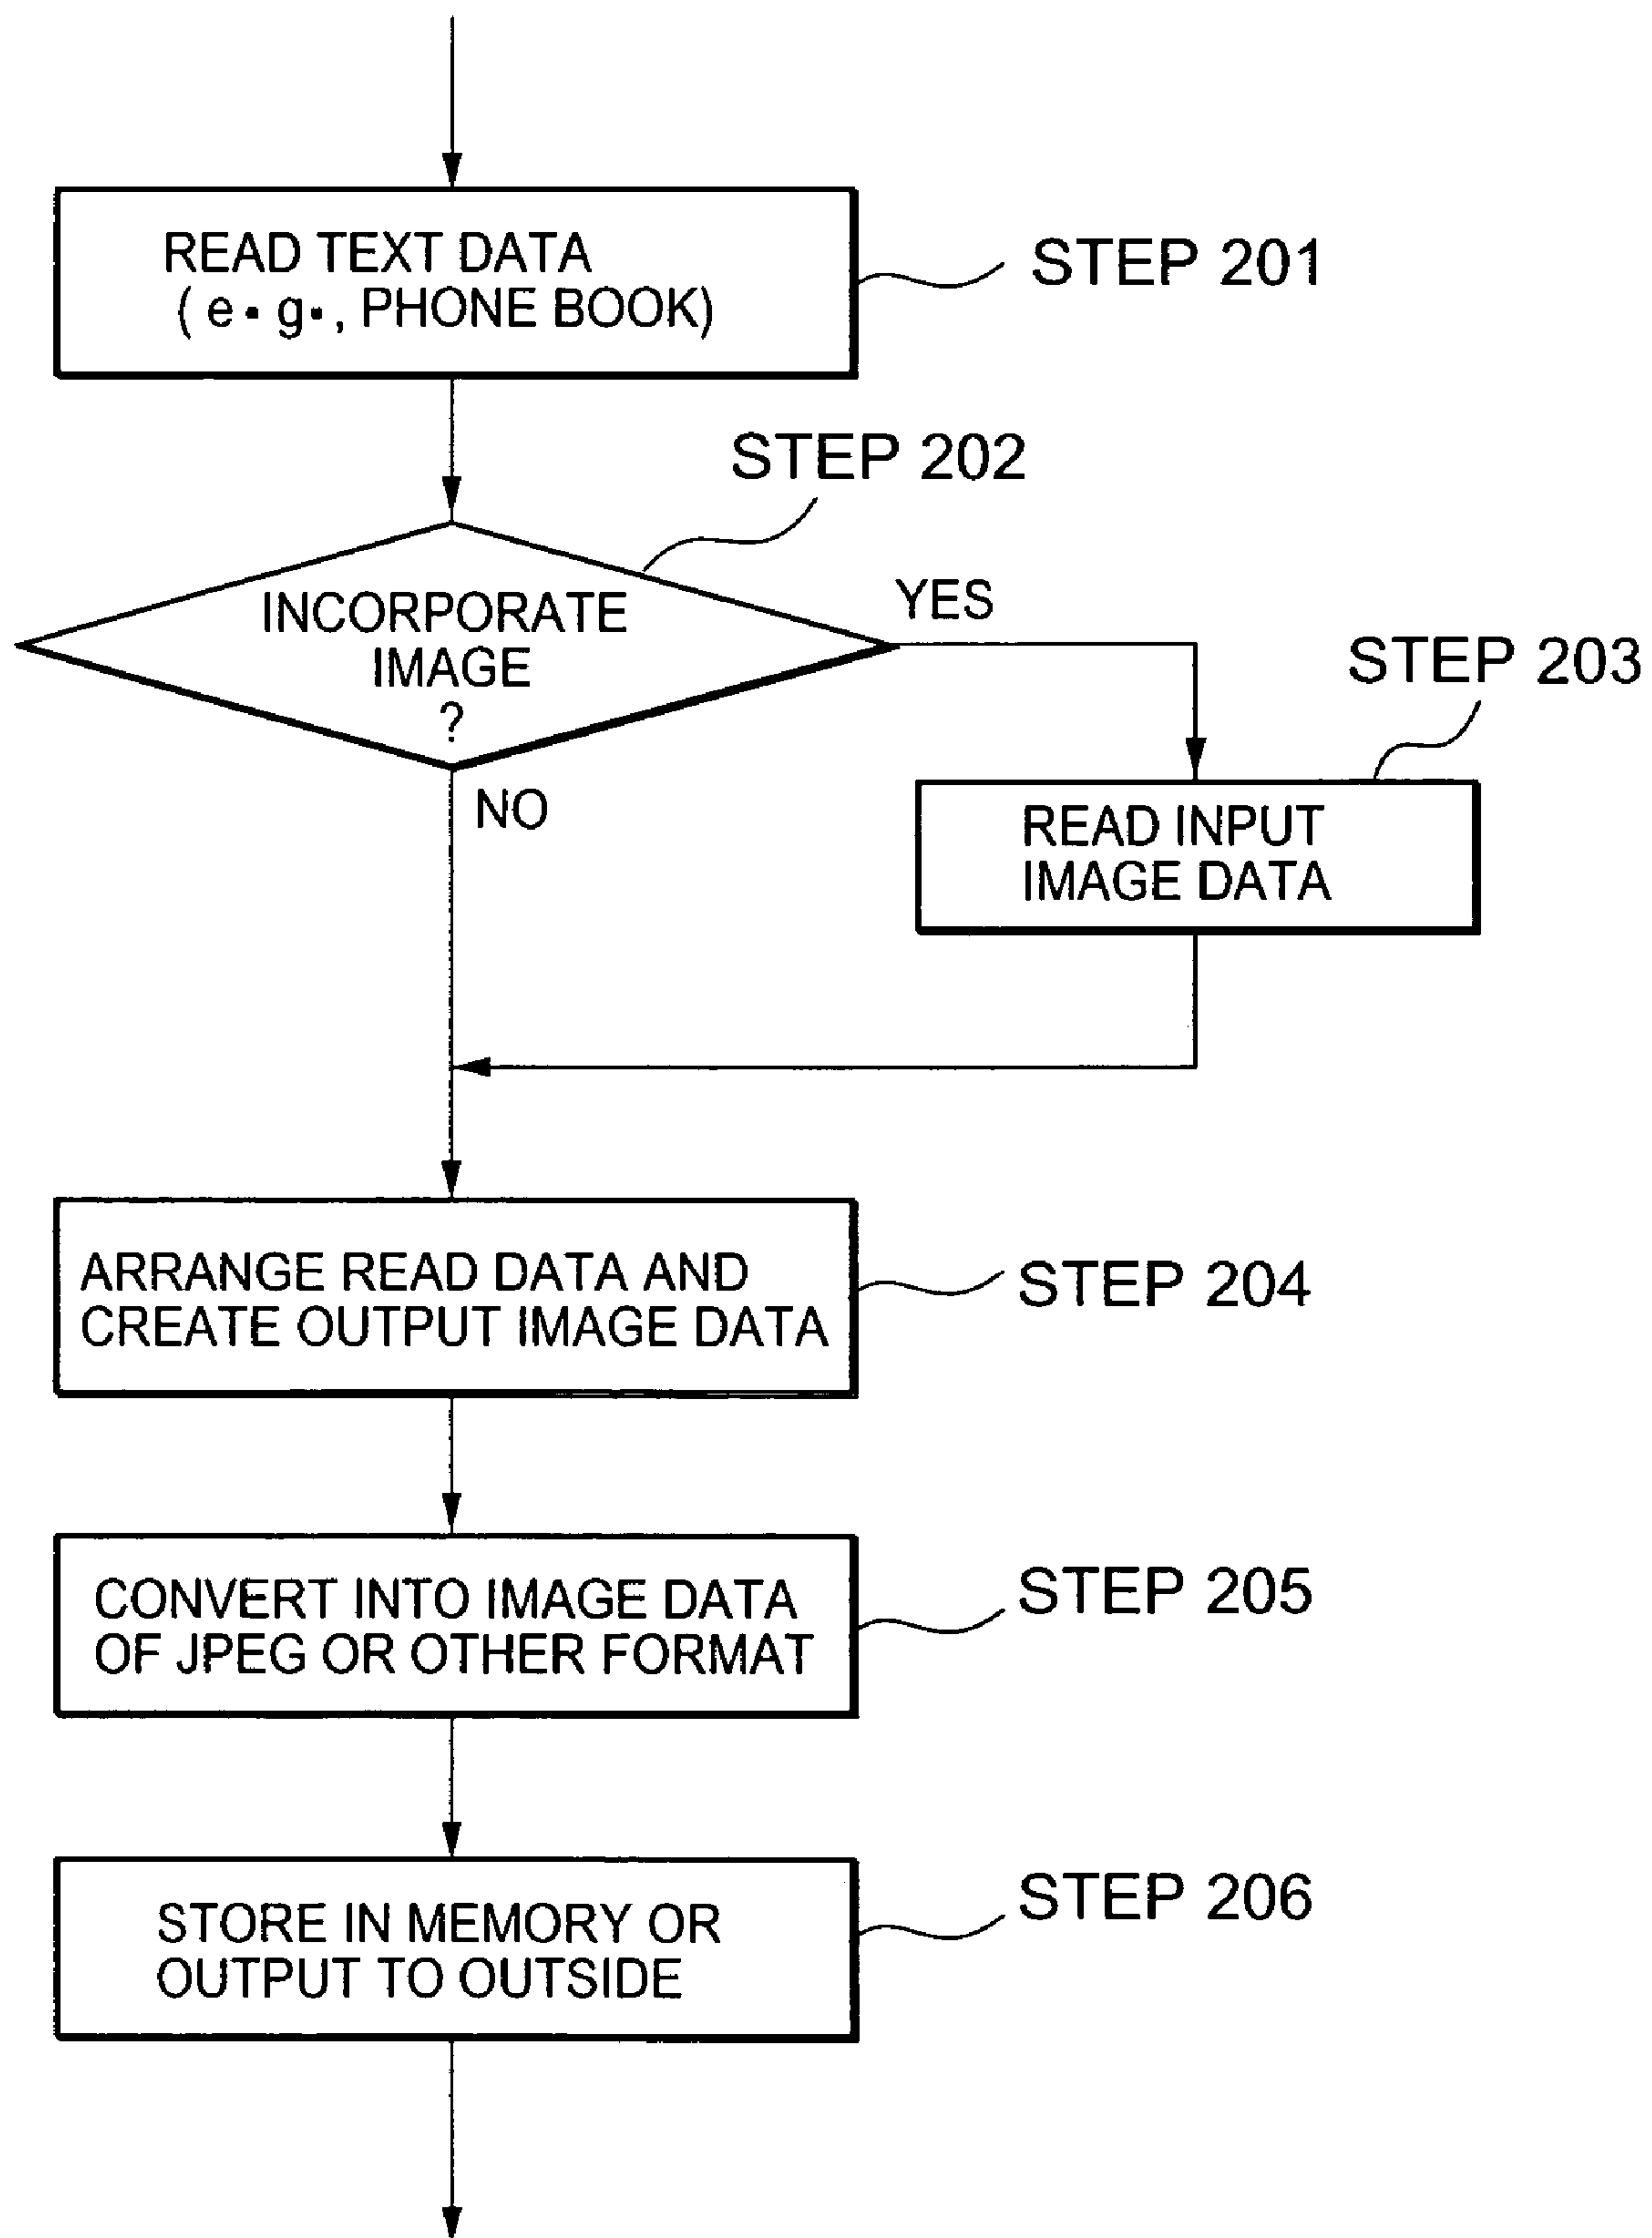 READ TEXT DATA
( e. g., PHONE BOOK)
STEP 201
STEP 202
INCORPORATE
IMAGE
?
YES
NO
STEP 203
READ INPUT
IMAGE DATA
ARRANGE READ DATA AND
CREATE OUTPUT IMAGE DATA
STEP 204
CONVERT INTO IMAGE DATA
OF JPEG OR OTHER FORMAT
STEP 205
STORE IN MEMORY OR
OUTPUT TO OUTSIDE
STEP 206